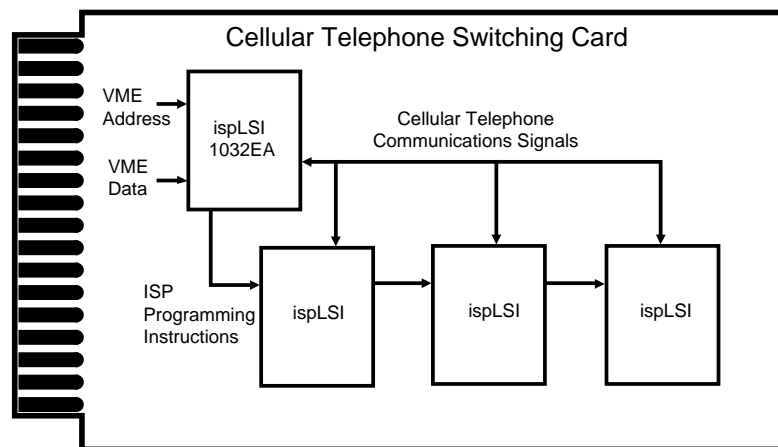 Cellular Telephone Switching Card
VME
Address
ispLSI
1032EA
Cellular Telephone
Communications Signals
VME
Data
ISP
Programming
Instructions
ispLSI
ispLSI
ispLSI